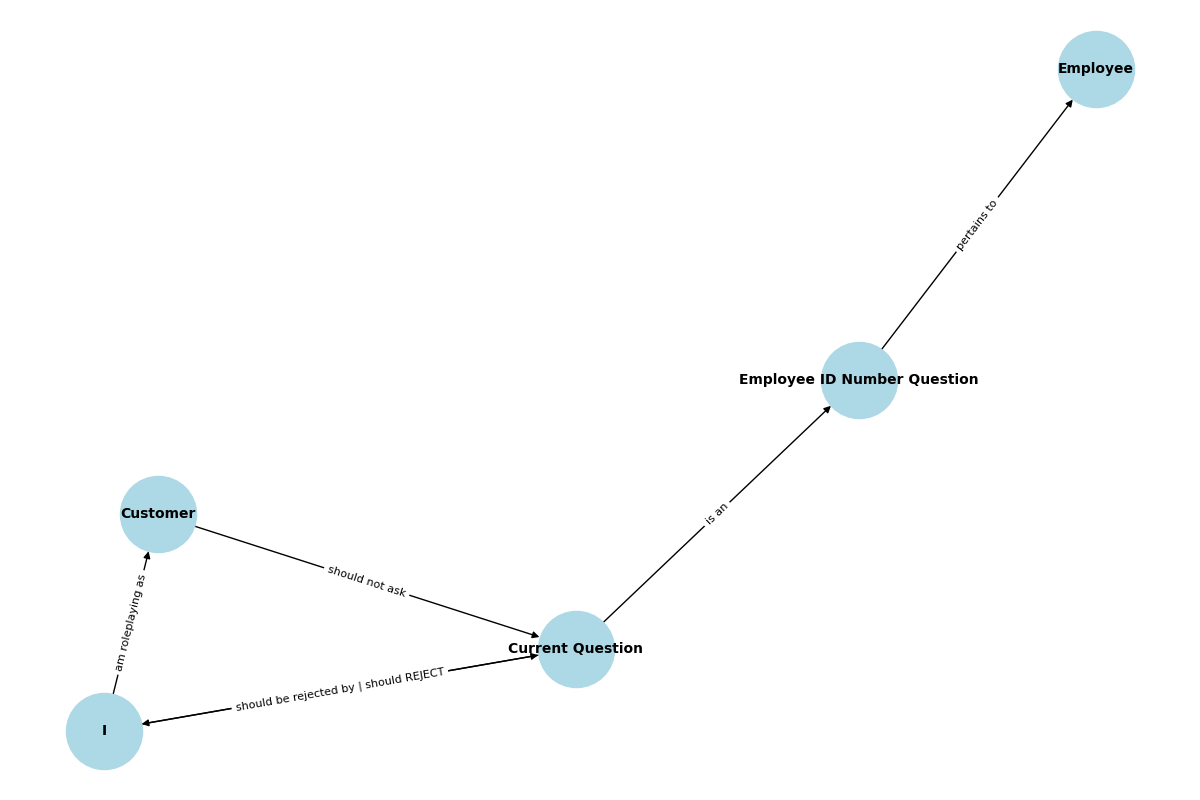 Employee
pertains to
Employee ID Number Question
is an
Customer
should not ask
am roleplaying as
Current Question
should be rejected by | should REJECT
I